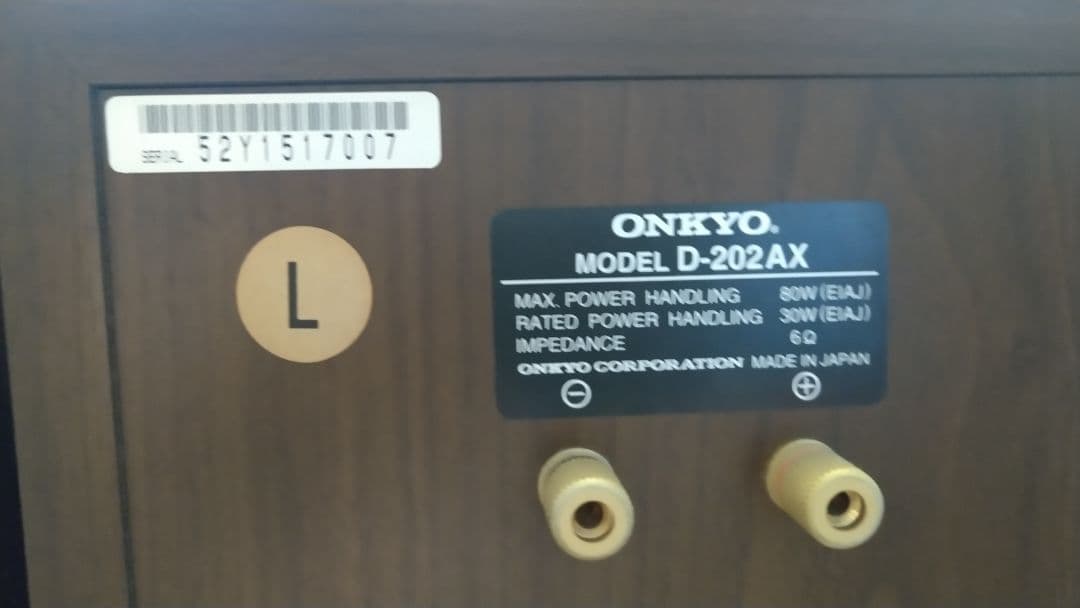 SERIAL 52Y1517007
L
ONKYO®
MODEL D-202AX
MAX. POWER HANDLING 80W (EIAJ)
RATED POWER HANDLING 30W (EIAJ)
IMPEDANCE 6Ω
ONKYO CORPORATION MADE IN JAPAN
⊖ ⊕